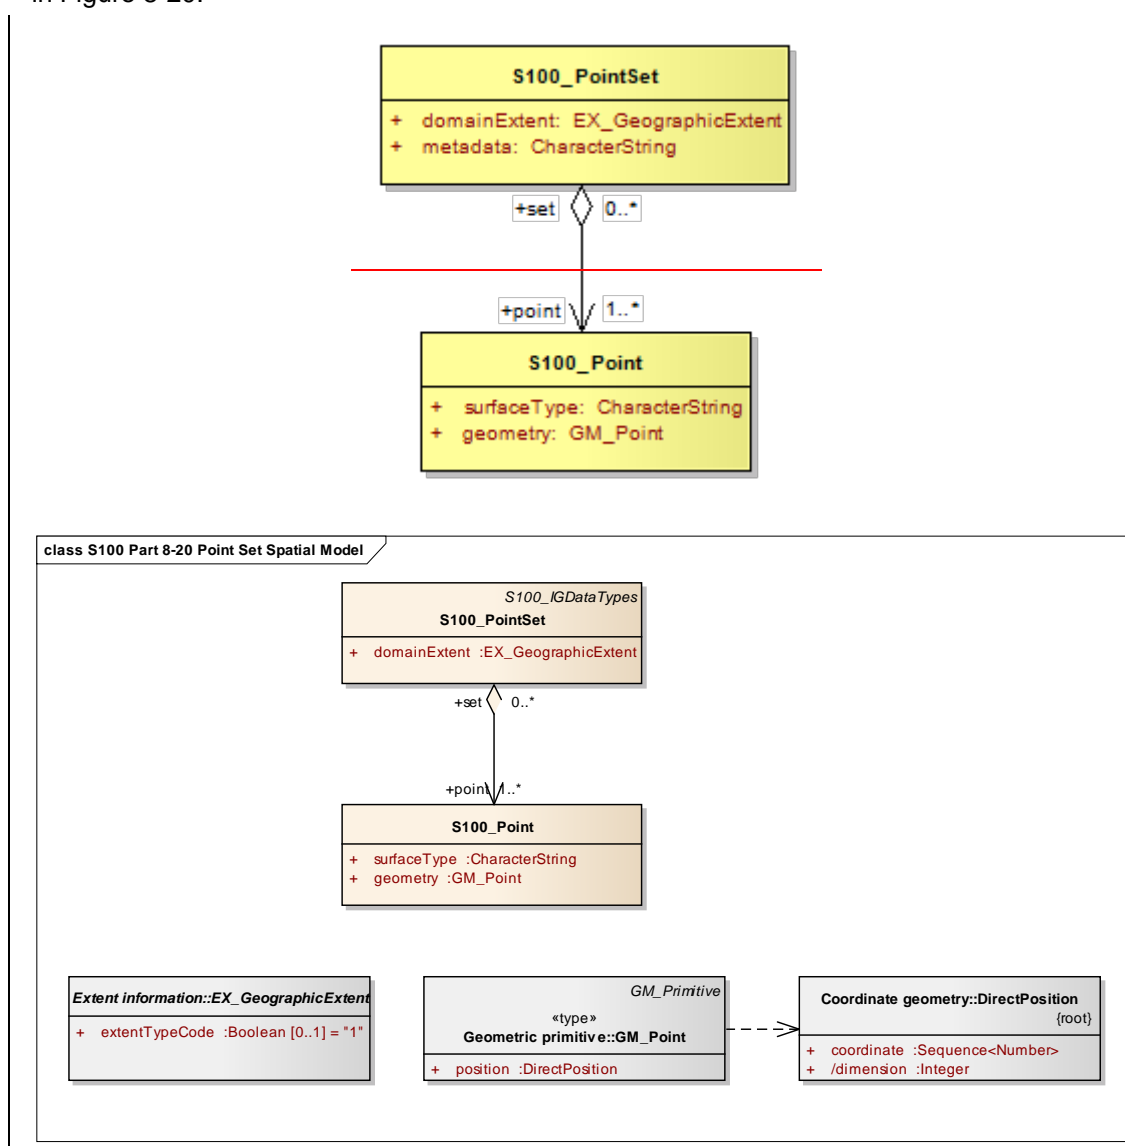 in Figure 8-20.
S100_PointSet
+ domainExtent: EX_GeographicExtent
+ metadata: CharacterString
+set 0..*
+point 1..*
S100_Point
+ surfaceType: CharacterString
+ geometry: GM_Point
class S100 Part 8-20 Point Set Spatial Model
S100_IGDataTypes
S100_PointSet
+ domainExtent :EX_GeographicExtent
+set 0..*
+point 1..*
S100_Point
+ surfaceType :CharacterString
+ geometry :GM_Point
Extent information::EX_GeographicExtent
+ extentTypeCode :Boolean [0..1] = "1"
GM_Primitive
«type»
Geometric primitive::GM_Point
+ position :DirectPosition
Coordinate geometry::DirectPosition
{root}
+ coordinate :Sequence<Number>
+ /dimension :Integer